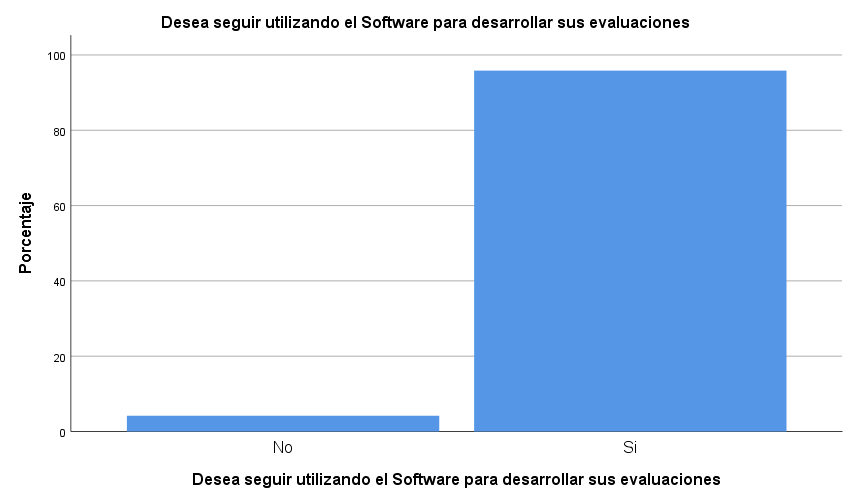 Desea seguir utilizando el Software para desarrollar sus evaluaciones
100
80
60
40
20
0
Porcentaje
No
Si
Desea seguir utilizando el Software para desarrollar sus evaluaciones